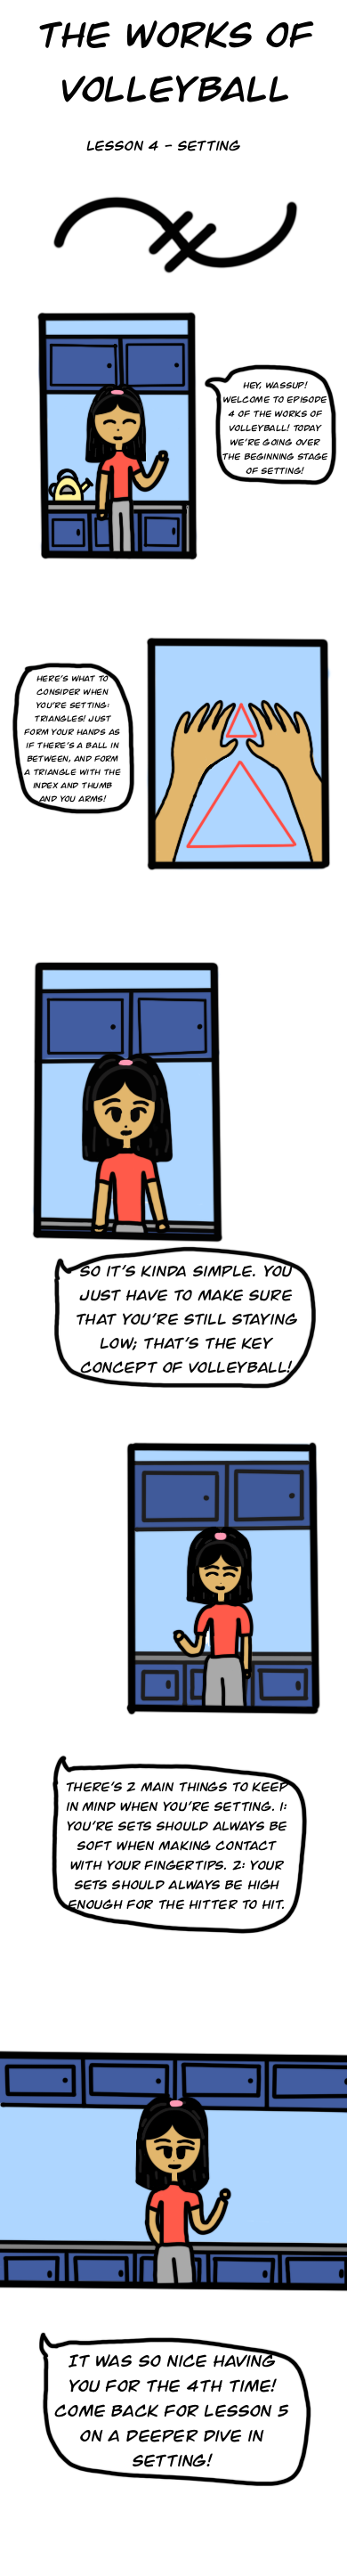 THE WORKS OF
VOLLEYBALL
LESSON 4 - SETTING
HEY, WASSUP!
WELCOME TO EPISODE
4 OF THE WORKS OF
VOLLEYBALL! TODAY
WE'RE GOING OVER
THE BEGINNING STAGE
OF SETTING!
HERE'S WHAT TO
CONSIDER WHEN
YOU'RE SETTING:
TRIANGLES! JUST
FORM YOUR HANDS AS
IF THERE'S A BALL IN
BETWEEN, AND FORM
A TRIANGLE WITH THE
INDEX AND THUMB
AND YOU ARMS!
SO IT'S KINDA SIMPLE. YOU
JUST HAVE TO MAKE SURE
THAT YOU'RE STILL STAYING
LOW; THAT'S THE KEY
CONCEPT OF VOLLEYBALL!
THERE'S 2 MAIN THINGS TO KEEP
IN MIND WHEN YOU'RE SETTING. 1:
YOU'RE SETS SHOULD ALWAYS BE
SOFT WHEN MAKING CONTACT
WITH YOUR FINGERTIPS. 2: YOUR
SETS SHOULD ALWAYS BE HIGH
ENOUGH FOR THE HITTER TO HIT.
IT WAS SO NICE HAVING
YOU FOR THE 4TH TIME!
COME BACK FOR LESSON 5
ON A DEEPER DIVE IN
SETTING!